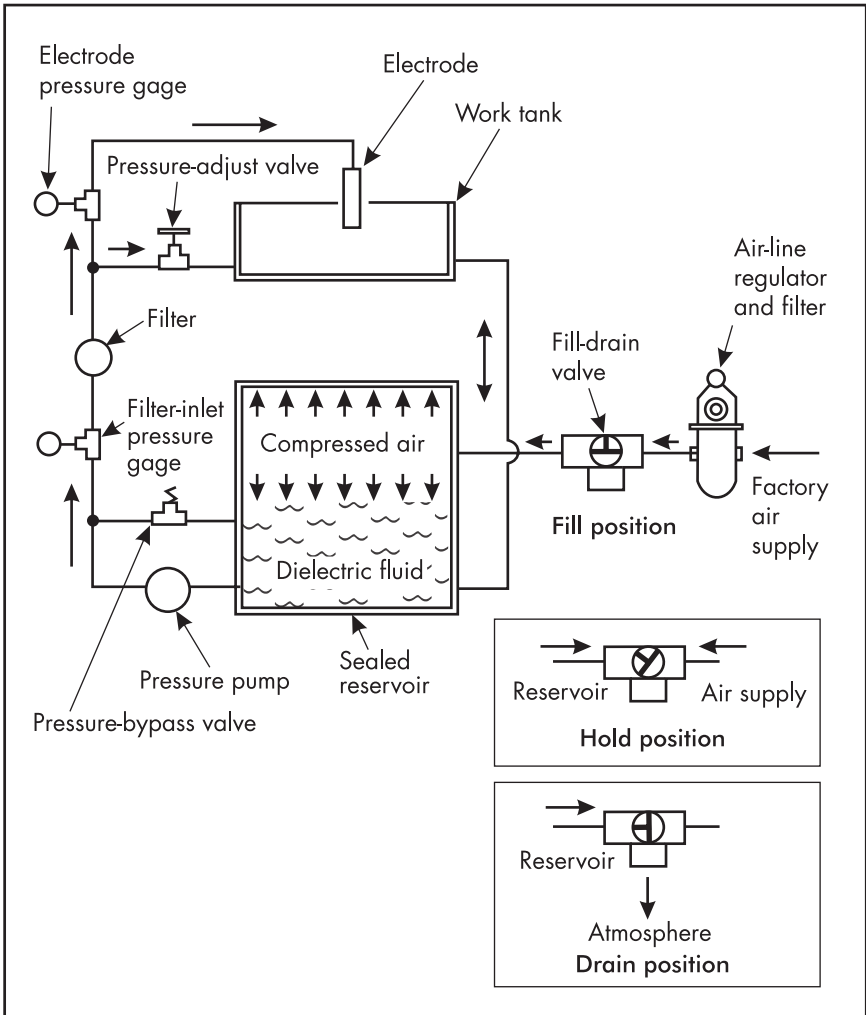 Electrode
pressure gage
Electrode
Work tank
Pressure-adjust valve
Air-line
regulator
and filter
Filter
Fill-drain
valve
Filter-inlet
pressure
gage
Compressed air
Factory
air
supply
Fill position
Dielectric fluid
Sealed
reservoir
Pressure pump
Pressure-bypass valve
Reservoir
Air supply
Hold position
Reservoir
Atmosphere
Drain position